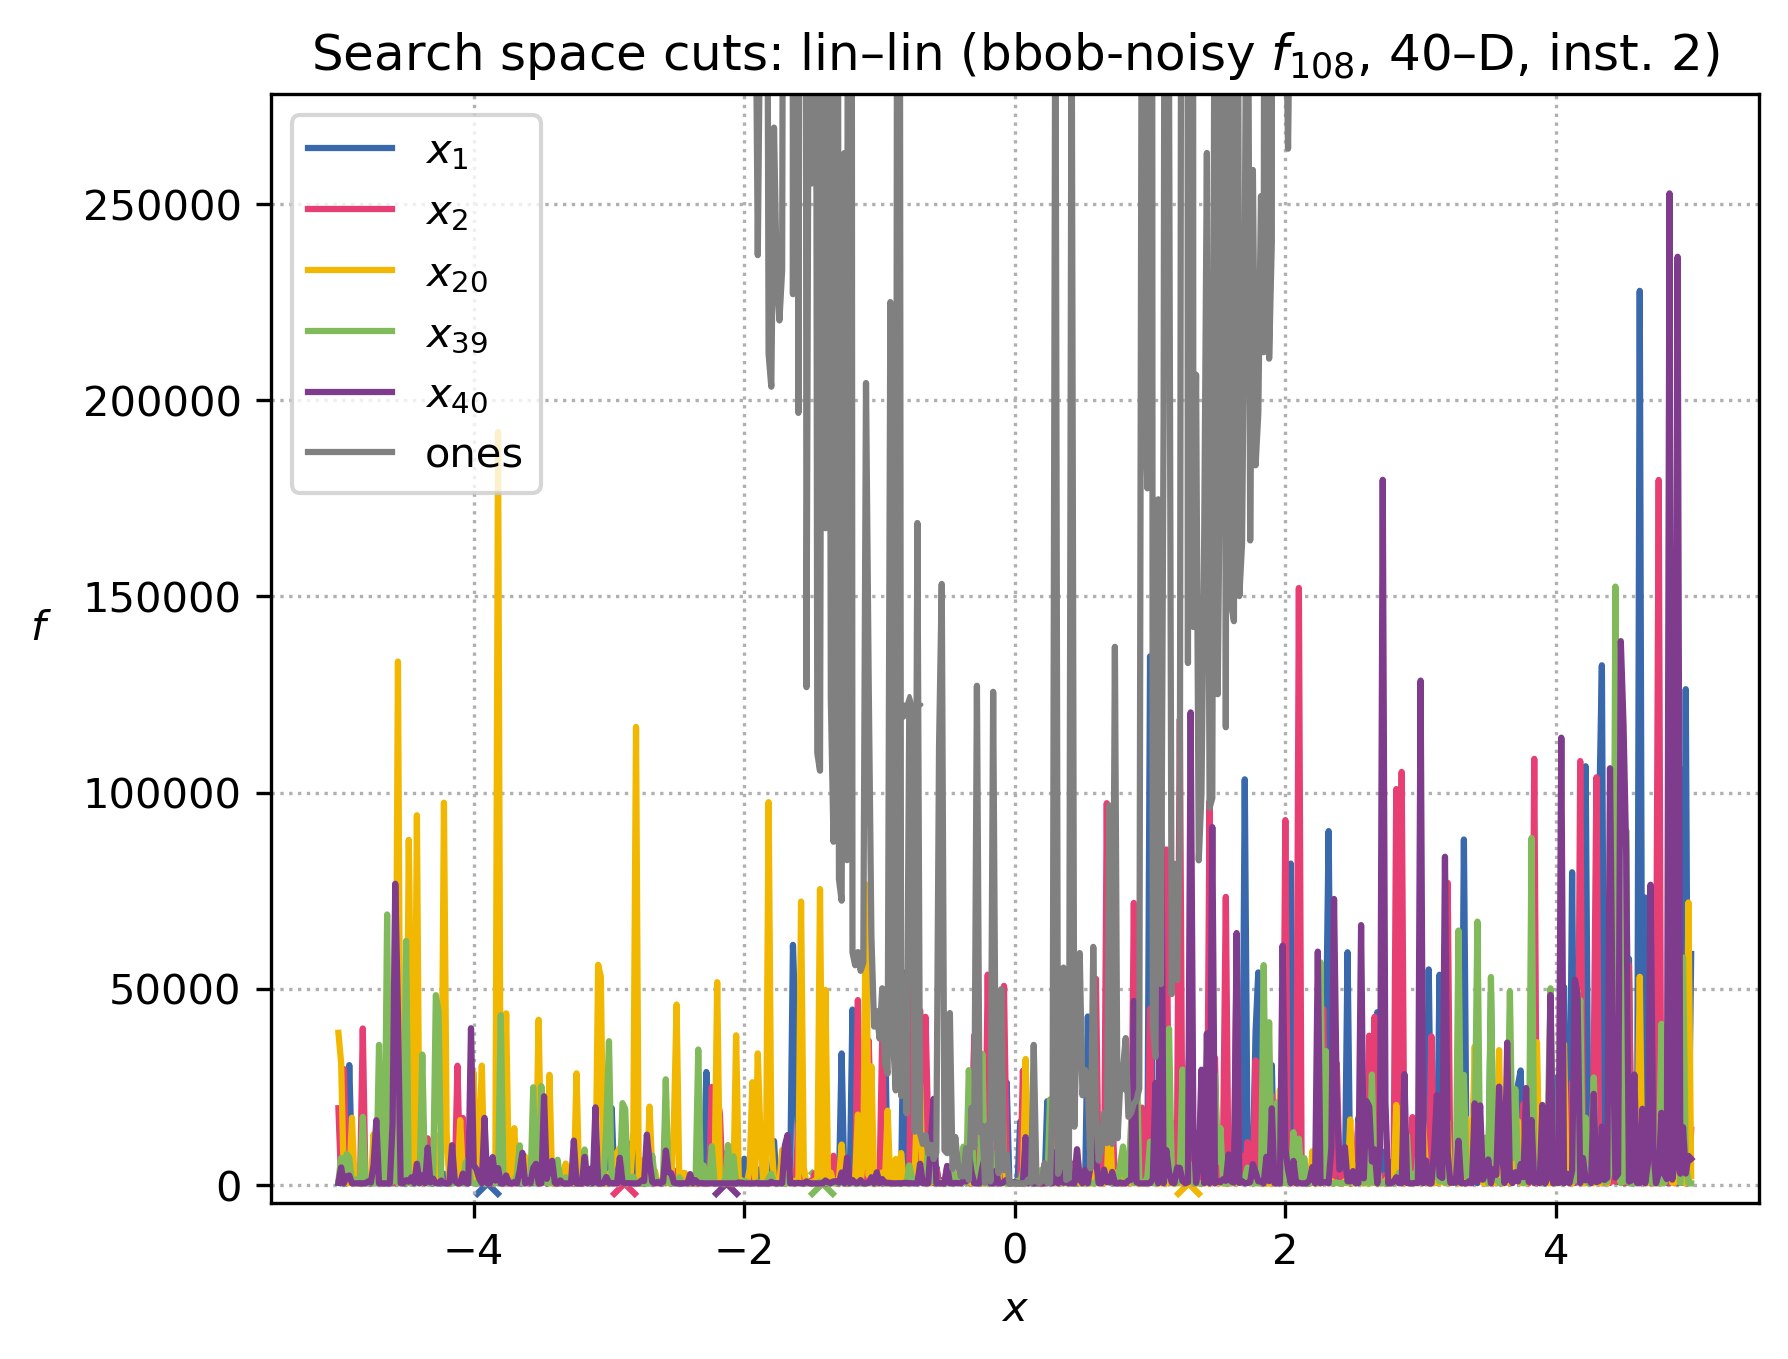 Search space cuts: lin–lin (bbob-noisy f108, 40–D, inst. 2)
x1
x2
x20
x39
x40
ones
f
250000
200000
150000
100000
50000
0
−4
−2
0
2
4
x